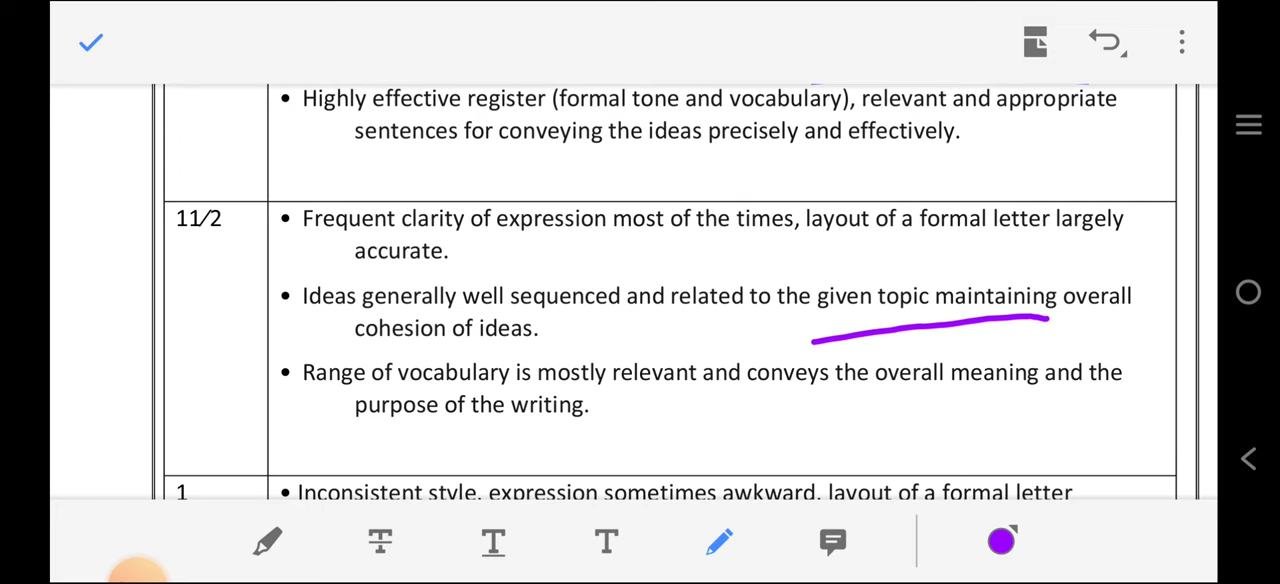 • Highly effective register (formal tone and vocabulary), relevant and appropriate
sentences for conveying the ideas precisely and effectively.
11/2
• Frequent clarity of expression most of the times, layout of a formal letter largely
accurate.
• Ideas generally well sequenced and related to the given topic maintaining overall
cohesion of ideas.
• Range of vocabulary is mostly relevant and conveys the overall meaning and the
purpose of the writing.
1
• Inconsistent style, expression sometimes awkward, layout of a formal letter
T T T